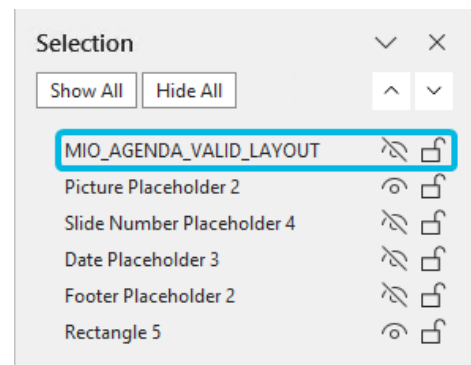 Selection
Show All Hide All
MIO_AGENDA_VALID_LAYOUT
Picture Placeholder 2
Slide Number Placeholder 4
Date Placeholder 3
Footer Placeholder 2
Rectangle 5